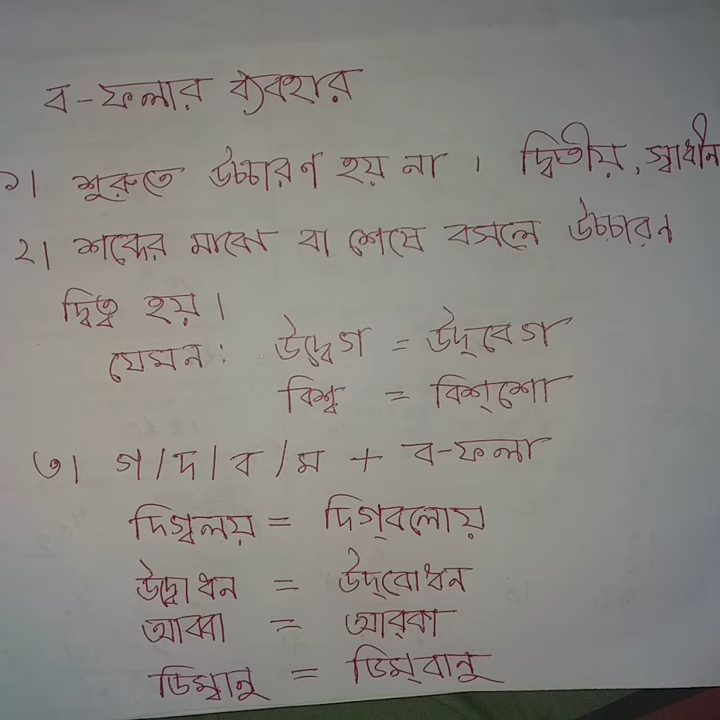 ব-ফলার ব্যবহার
১। শুরুতে উচ্চারণ হয় না । দ্বিতীয়, স্বাধীন
২। শব্দের মাঝে বা শেষে বসলে উচ্চারণ
দ্বিত্ব হয়।
যেমন: উদ্বেগ = উদ্‌বেগ
বিশ্ব = বিশ্‌শো
৩। গ/দ/ব/ম + ব-ফলা
দিগ্বলয় = দিগ্‌বলোয়
উদ্বোধন = উদ্‌বোধন
আব্বা = আব্‌বা
ডিম্বানু = ডিম্‌বানু